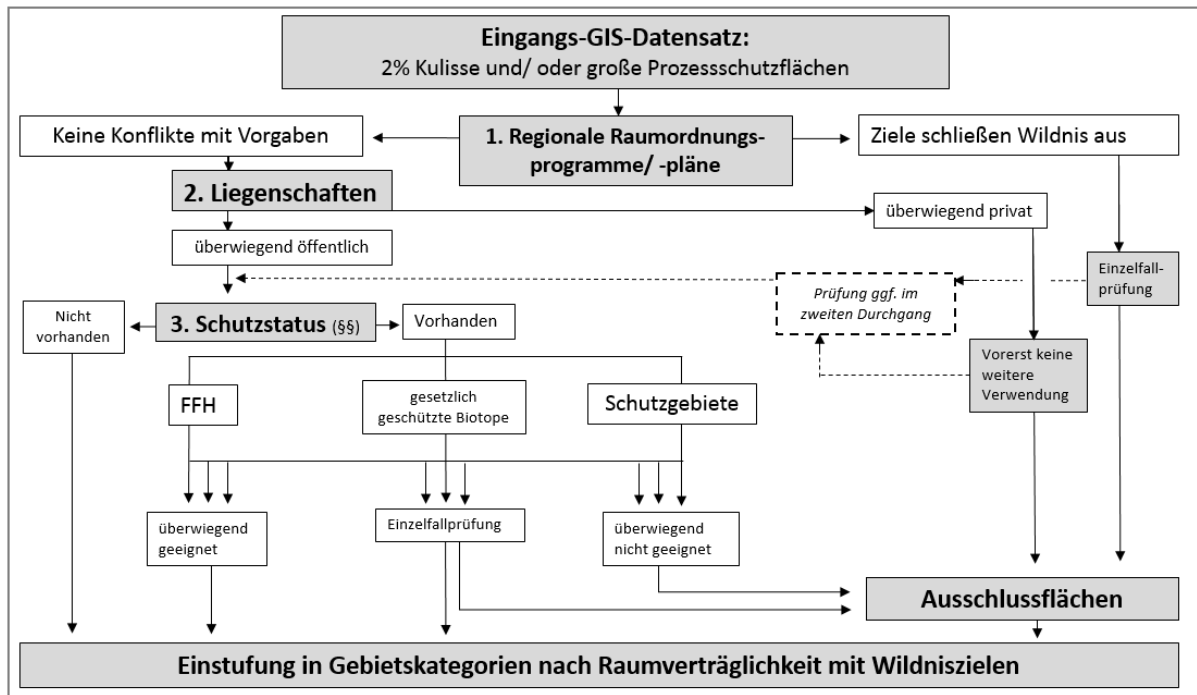 Eingangs-GIS-Datensatz:
2% Kulisse und/ oder große Prozessschutzflächen
Keine Konflikte mit Vorgaben
1. Regionale Raumordnungs-
programme/ -pläne
Ziele schließen Wildnis aus
2. Liegenschaften
überwiegend privat
überwiegend öffentlich
Einzelfall-
prüfung
Prüfung ggf. im
zweiten Durchgang
Nicht
vorhanden
3. Schutzstatus (§§)
Vorhanden
Vorerst keine
weitere
Verwendung
FFH
gesetzlich
geschützte Biotope
Schutzgebiete
überwiegend
geeignet
Einzelfallprüfung
überwiegend
nicht geeignet
Ausschlussflächen
Einstufung in Gebietskategorien nach Raumverträglichkeit mit Wildniszielen